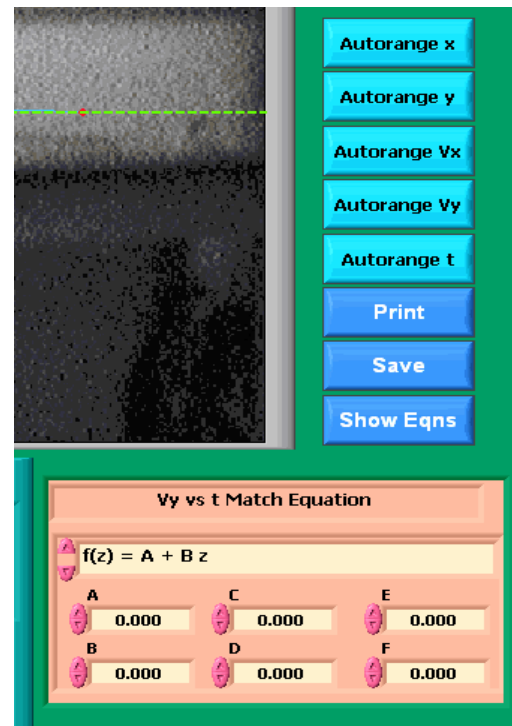 Autorange x
Autorange y
Autorange Vx
Autorange Vy
Autorange t
Print
Save
Show Eqns
Vy vs t Match Equation
f(z) = A + B z
A C E
0.000 0.000 0.000
B D F
0.000 0.000 0.000